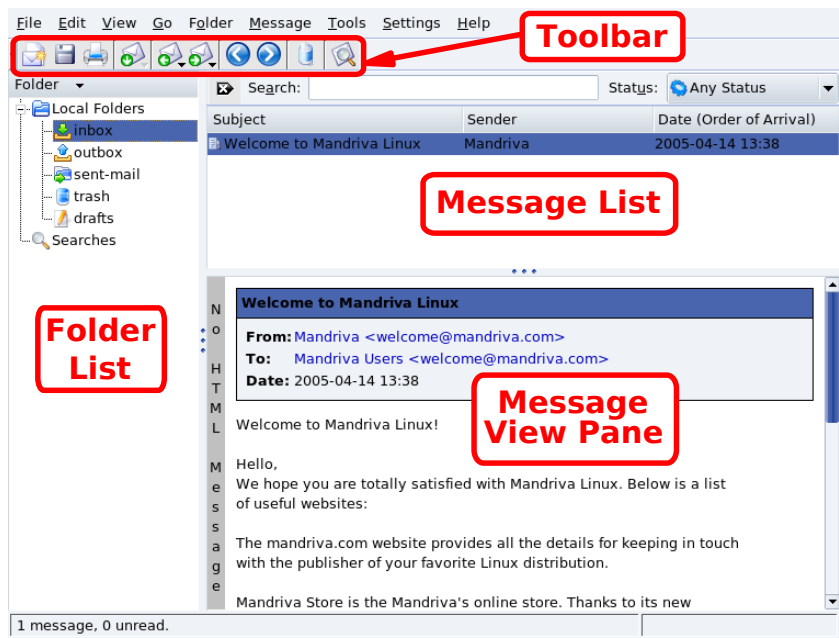 File Edit View Go Folder Message Tools Settings Help
Toolbar
Folder
Search:
Status: Any Status
Local Folders
inbox
outbox
sent-mail
trash
drafts
Searches
Subject Sender Date (Order of Arrival)
Welcome to Mandriva Linux Mandriva 2005-04-14 13:38
Message List
Folder
List
No HTML Message
Welcome to Mandriva Linux
From: Mandriva <welcome@mandriva.com>
To: Mandriva Users <welcome@mandriva.com>
Date: 2005-04-14 13:38
Message
View Pane
Welcome to Mandriva Linux!
Hello,
We hope you are totally satisfied with Mandriva Linux. Below is a list
of useful websites:
The mandriva.com website provides all the details for keeping in touch
with the publisher of your favorite Linux distribution.
Mandriva Store is the Mandriva's online store. Thanks to its new
1 message, 0 unread.